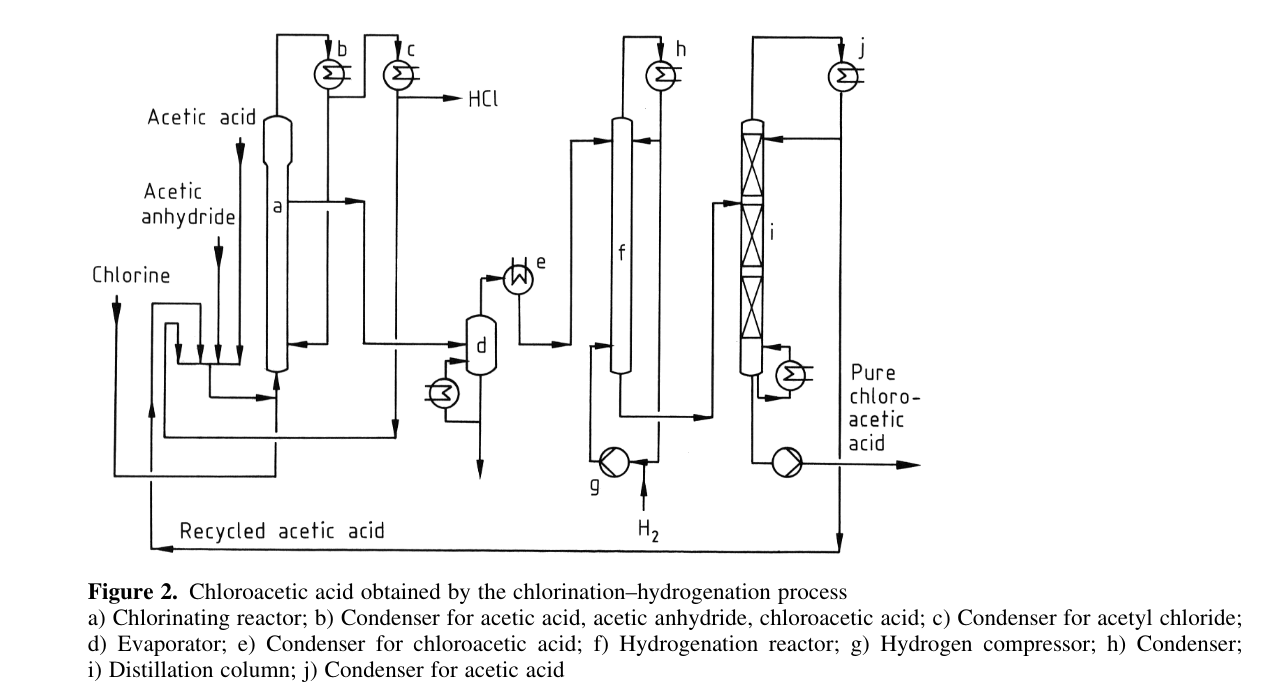 b
c
h
j
HCl
Acetic acid
Acetic
anhydride
a
Chlorine
e
d
f
i
g
H2
Pure
chloro-
acetic
acid
Recycled acetic acid
Figure 2. Chloroacetic acid obtained by the chlorination–hydrogenation process
a) Chlorinating reactor; b) Condenser for acetic acid, acetic anhydride, chloroacetic acid; c) Condenser for acetyl chloride;
d) Evaporator; e) Condenser for chloroacetic acid; f) Hydrogenation reactor; g) Hydrogen compressor; h) Condenser;
i) Distillation column; j) Condenser for acetic acid